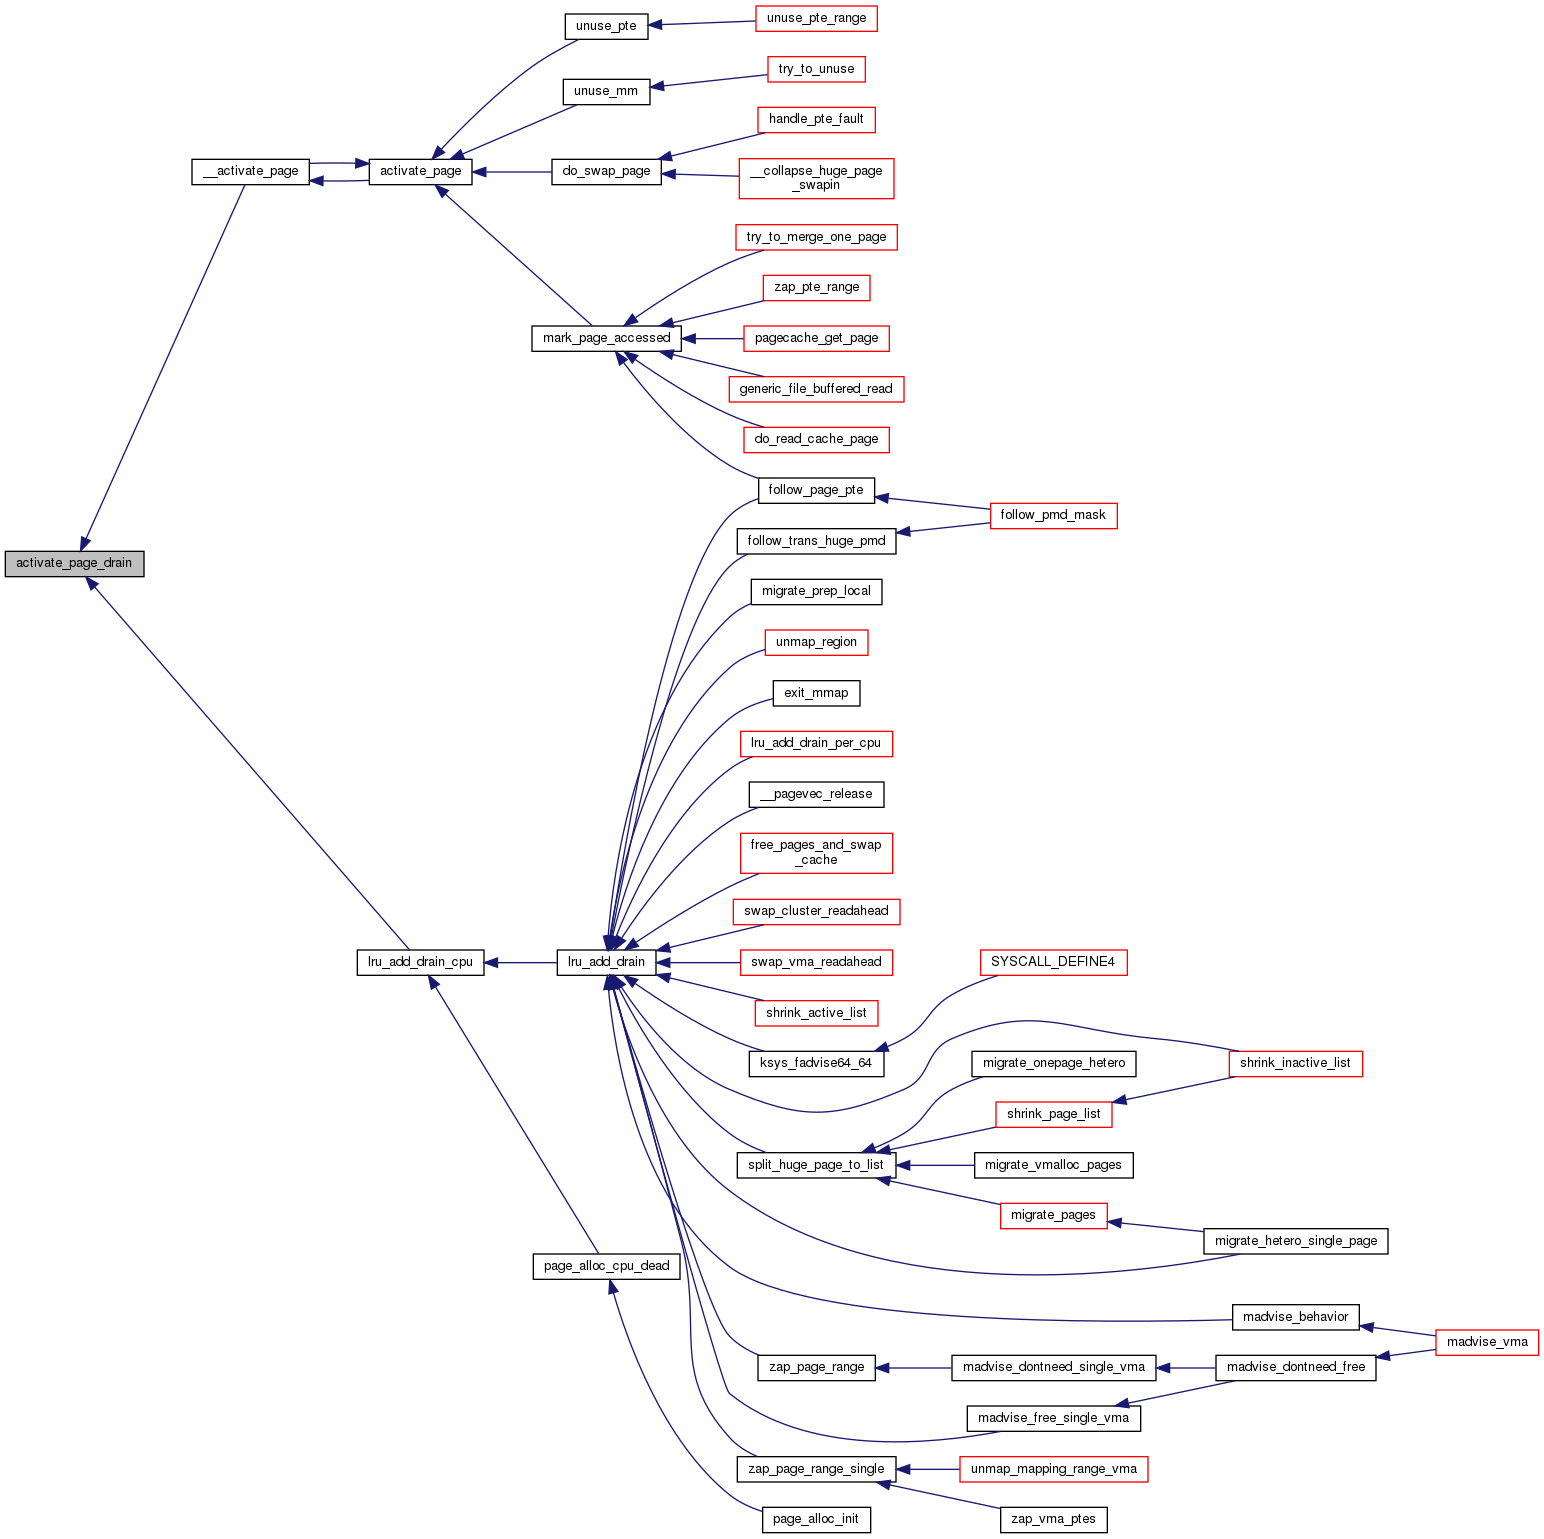 unuse_pte
unuse_pte_range
try_to_unuse
unuse_mm
handle_pte_fault
__activate_page
activate_page
do_swap_page
__collapse_huge_page
_swapin
try_to_merge_one_page
zap_pte_range
mark_page_accessed
pagecache_get_page
generic_file_buffered_read
do_read_cache_page
follow_page_pte
follow_pmd_mask
follow_trans_huge_pmd
activate_page_drain
migrate_prep_local
unmap_region
exit_mmap
lru_add_drain_per_cpu
__pagevec_release
free_pages_and_swap
_cache
swap_cluster_readahead
lru_add_drain_cpu
lru_add_drain
swap_vma_readahead
SYSCALL_DEFINE4
shrink_active_list
ksys_fadvise64_64
migrate_onepage_hetero
shrink_inactive_list
shrink_page_list
split_huge_page_to_list
migrate_vmalloc_pages
migrate_pages
migrate_hetero_single_page
page_alloc_cpu_dead
madvise_behavior
madvise_vma
zap_page_range
madvise_dontneed_single_vma
madvise_dontneed_free
madvise_free_single_vma
zap_page_range_single
unmap_mapping_range_vma
page_alloc_init
zap_vma_ptes